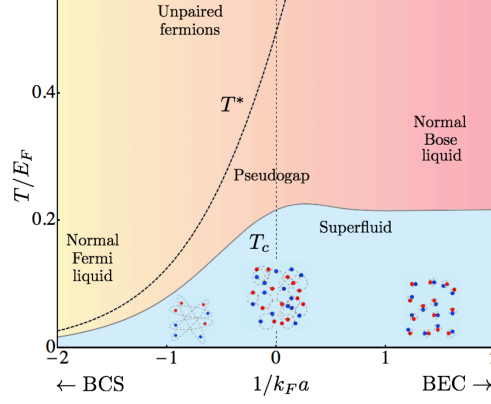 Unpaired
fermions
0.4
T*
Normal
Bose
liquid
T/E_F
Pseudogap
0.2
T_c
Superfluid
Normal
Fermi
liquid
0
−2
−1
0
1
← BCS
1/k_F a
BEC →